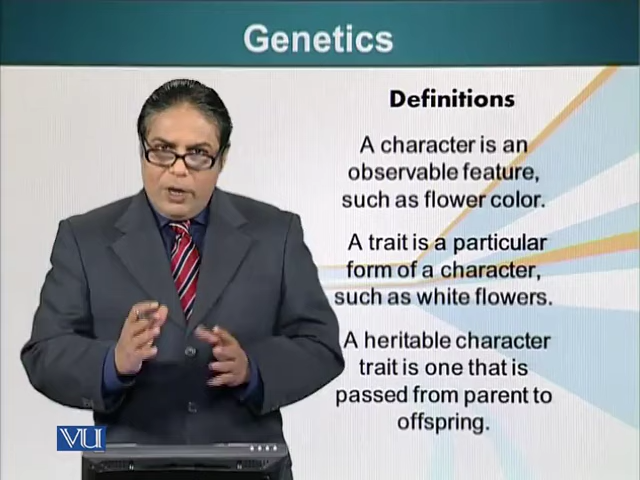 Genetics
Definitions
A character is an
observable feature,
such as flower color.
A trait is a particular
form of a character,
such as white flowers.
A heritable character
trait is one that is
passed from parent to
offspring.
VU